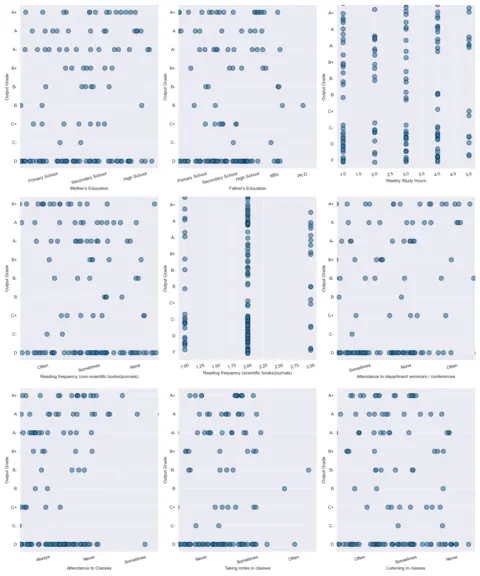 A+
A
A-
B+
B-
B
C+
C-
D
Output Grade
Primary School
Secondary School
High School
Mother's Education
A+
A
A-
B+
B-
B
C+
C-
D
Output Grade
Primary School
Secondary School
High School
MSc.
Ph.D.
Father's Education
A+
A
A-
B+
B-
B
C+
C-
D
F
Output Grade
1.0
1.5
2.0
2.5
3.0
3.5
4.0
4.5
5.0
Weekly Study Hours
A+
A
A-
B+
B-
B
C+
C-
D
Output Grade
Often
Sometimes
None
Reading frequency (non-scientific books/journals)
A+
A
A-
B+
B-
B
C+
C-
D
F
Output Grade
1.00
1.25
1.50
1.75
2.00
2.25
2.50
2.75
3.00
Reading frequency (scientific books/journals)
A+
A
A-
B+
B-
B
C+
C-
D
Output Grade
Sometimes
None
Often
Attendance to department seminars / conferences
A+
A
A-
B+
B-
B
C+
C-
D
Output Grade
Always
Never
Sometimes
Attendance to Classes
A+
A
A-
B+
B-
B
C+
C-
D
Output Grade
Never
Sometimes
Often
Taking notes in classes
A+
A
A-
B+
B-
B
C+
C-
D
Output Grade
Often
Sometimes
Never
Listening in classes